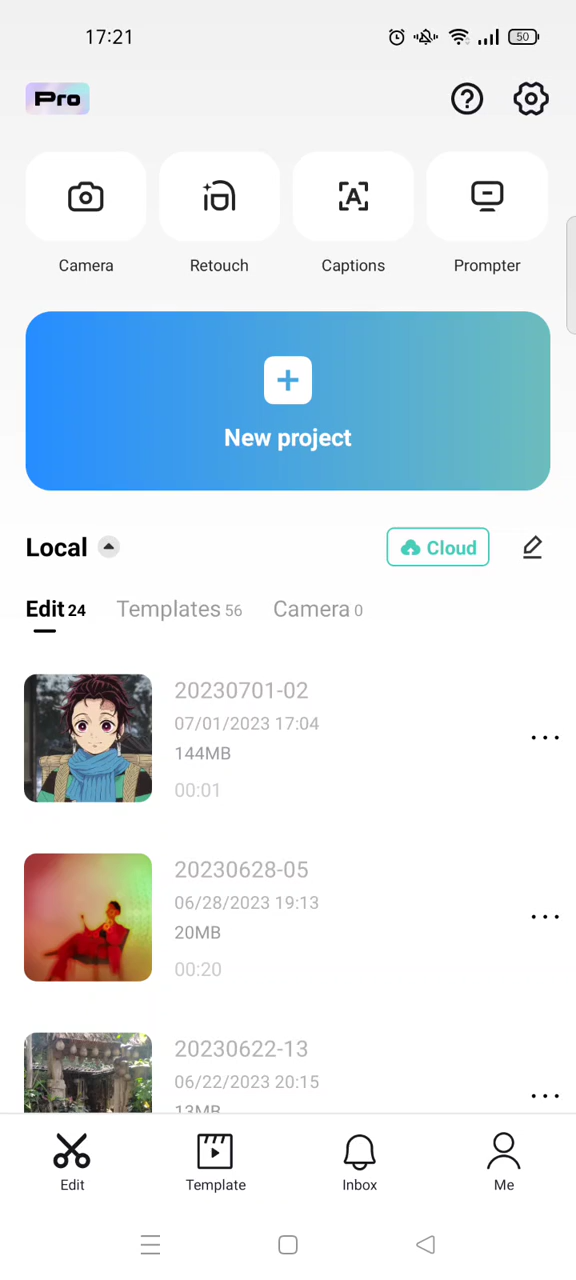 17:21
50
Pro
Camera
Retouch
Captions
Prompter
New project
Local
Cloud
Edit 24
Templates 56
Camera 0
20230701-02
07/01/2023 17:04
144MB
00:01
20230628-05
06/28/2023 19:13
20MB
00:20
20230622-13
06/22/2023 20:15
13MB
Edit
Template
Inbox
Me